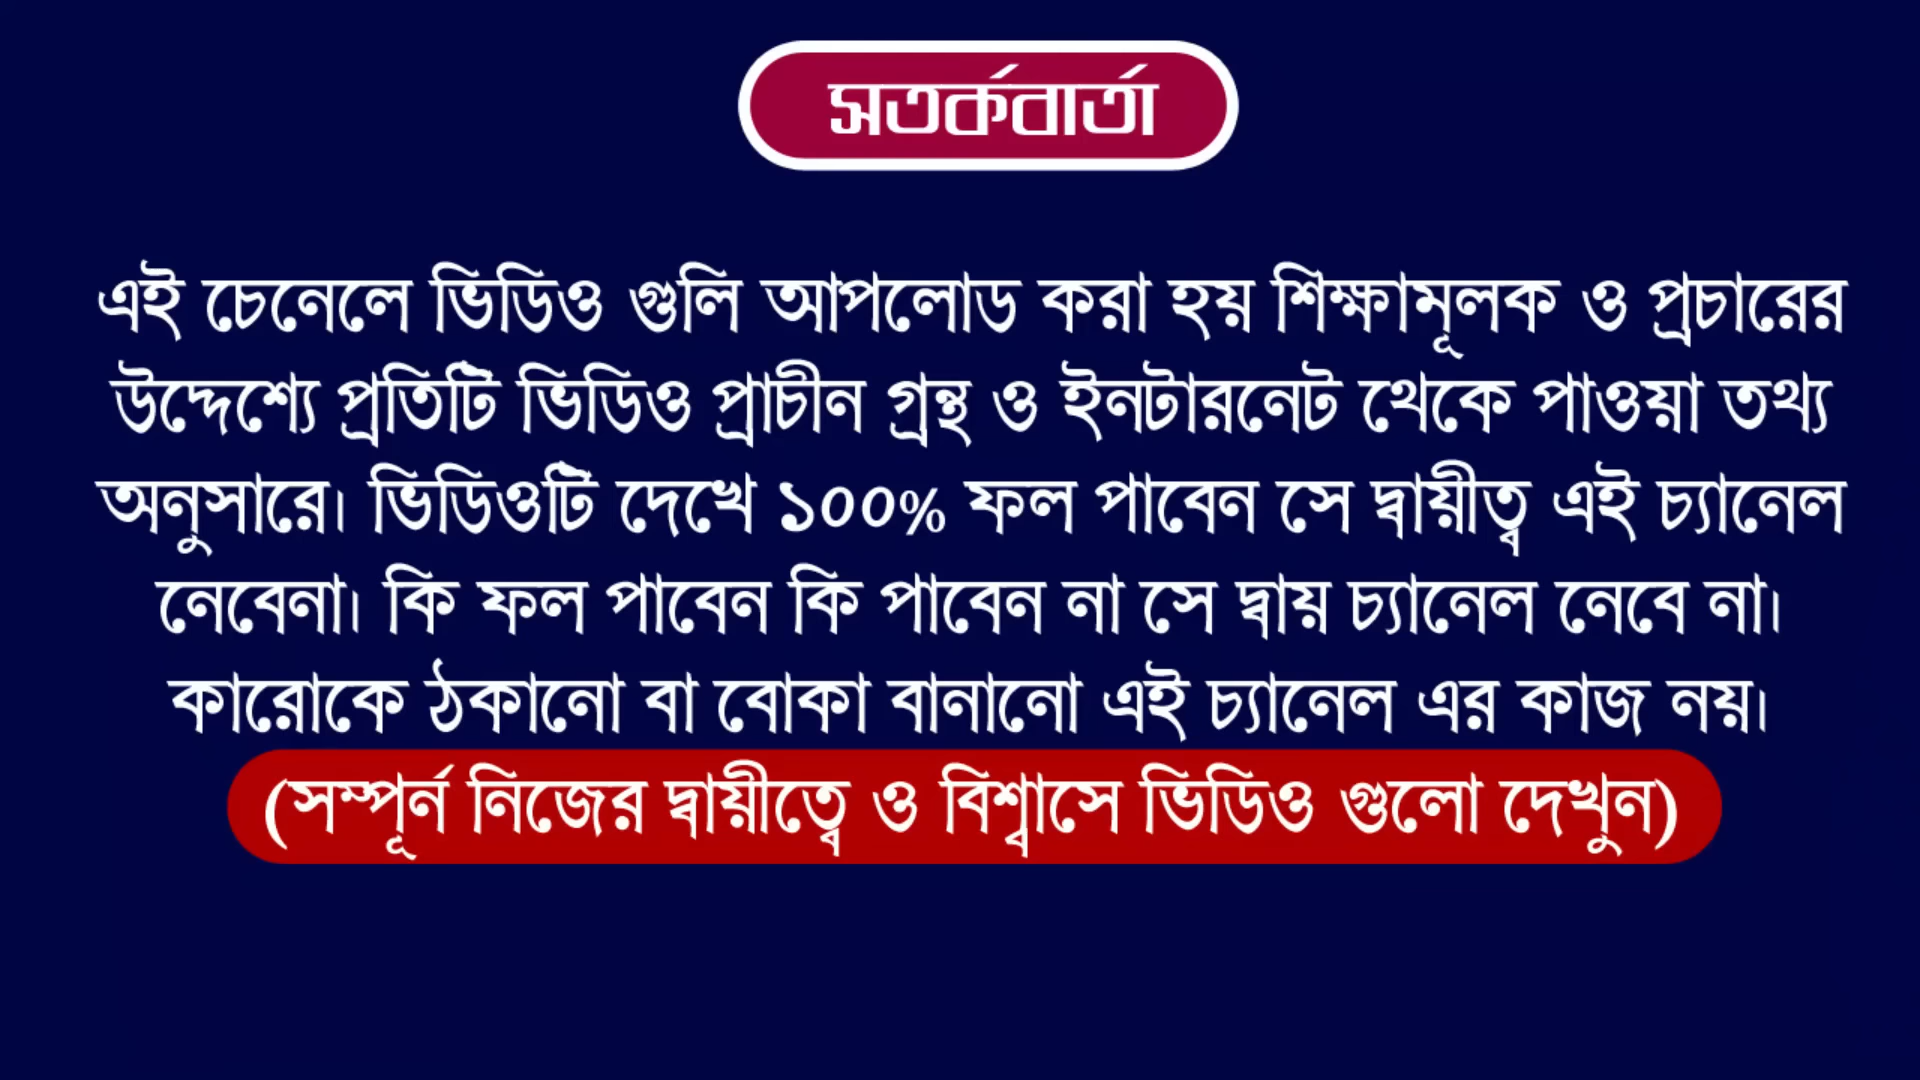 সতর্কবার্তা
এই চেনেলে ভিডিও গুলি আপলোড করা হয় শিক্ষামূলক ও প্রচারের
উদ্দেশ্যে প্রতিটি ভিডিও প্রাচীন গ্রন্থ ও ইনটারনেট থেকে পাওয়া তথ্য
অনুসারে। ভিডিওটি দেখে ১০০% ফল পাবেন সে দ্বায়ীত্ব এই চ্যানেল
নেবেনা। কি ফল পাবেন কি পাবেন না সে দ্বায় চ্যানেল নেবে না।
কারোকে ঠকানো বা বোকা বানানো এই চ্যানেল এর কাজ নয়।
(সম্পূর্ন নিজের দ্বায়ীত্বে ও বিশ্বাসে ভিডিও গুলো দেখুন)